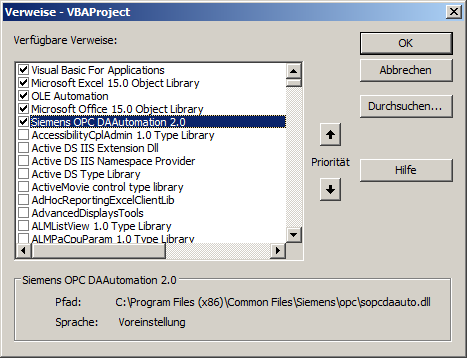 Verweise - VBAProject
Verfügbare Verweise:
Visual Basic For Applications
Microsoft Excel 15.0 Object Library
OLE Automation
Microsoft Office 15.0 Object Library
Siemens OPC DAAutomation 2.0
AccessibilityCplAdmin 1.0 Type Library
Active DS IIS Extension Dll
Active DS IIS Namespace Provider
Active DS Type Library
ActiveMovie control type library
AdHocReportingExcelClientLib
AdvancedDisplaysTools
ALMListView 1.0 Type Library
ALMPaCpuParam 1.0 Type Library
Priorität
OK
Abbrechen
Durchsuchen...
Hilfe
Siemens OPC DAAutomation 2.0
Pfad: C:\Program Files (x86)\Common Files\Siemens\opc\sopcdaauto.dll
Sprache: Voreinstellung